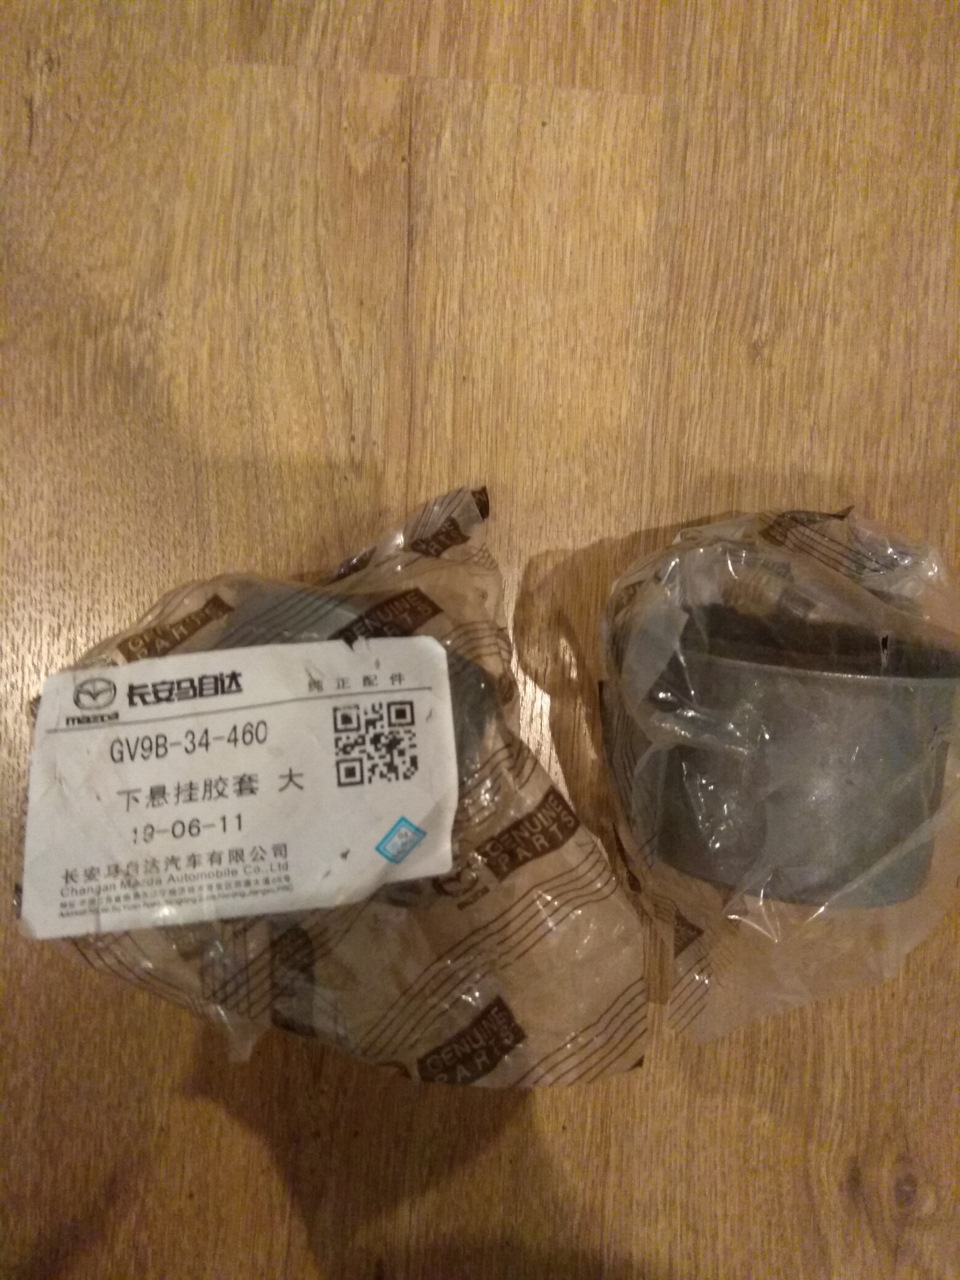 mazda
长安马自达
纯正配件
GV9B-34-460
下悬挂胶套 大
19-06-11
长安马自达汽车有限公司
Changan Mazda Automobile Co.,Ltd
GENUINE
PARTS
GENUINE
PARTS
GENUINE
PARTS